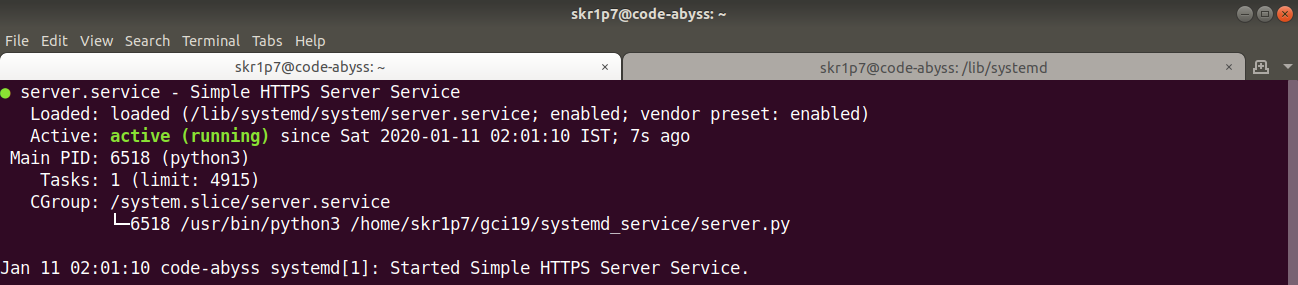 skr1p7@code-abyss: ~
File Edit View Search Terminal Tabs Help
skr1p7@code-abyss: ~ × skr1p7@code-abyss: /lib/systemd ×
● server.service - Simple HTTPS Server Service
Loaded: loaded (/lib/systemd/system/server.service; enabled; vendor preset: enabled)
Active: active (running) since Sat 2020-01-11 02:01:10 IST; 7s ago
Main PID: 6518 (python3)
Tasks: 1 (limit: 4915)
CGroup: /system.slice/server.service
└─6518 /usr/bin/python3 /home/skr1p7/gci19/systemd_service/server.py
Jan 11 02:01:10 code-abyss systemd[1]: Started Simple HTTPS Server Service.